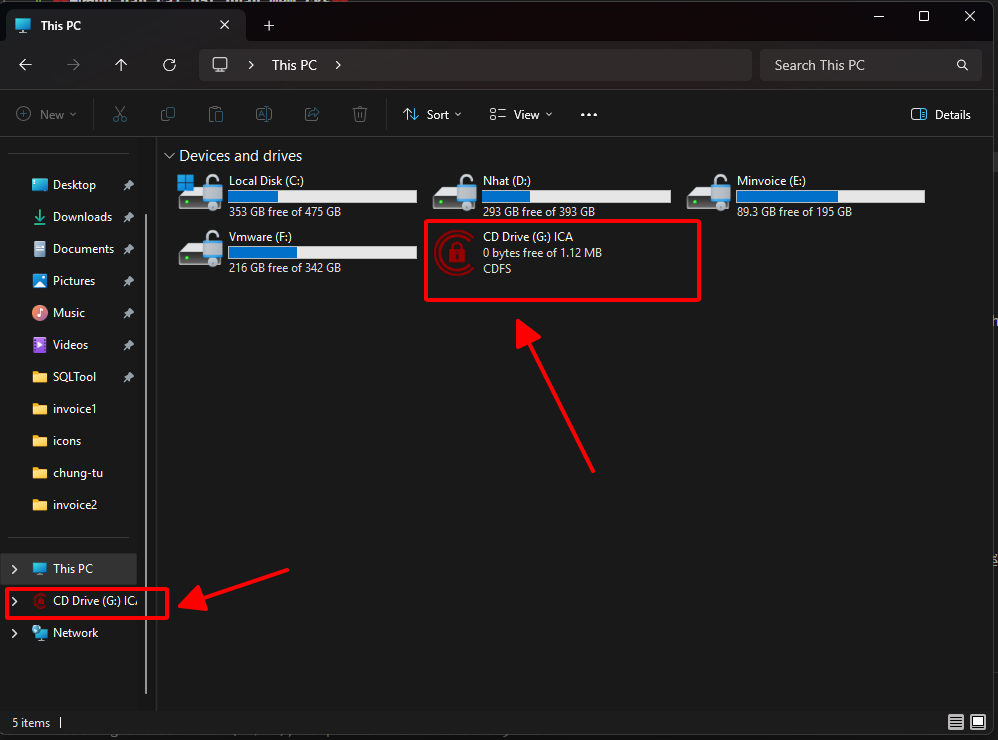 This PC
This PC
Search This PC
New
Sort
View
Details
Desktop
Downloads
Documents
Pictures
Music
Videos
SQLTool
invoice1
icons
chung-tu
invoice2
This PC
CD Drive (G:) IC
Network
Devices and drives
Local Disk (C:)
353 GB free of 475 GB
Nhat (D:)
293 GB free of 393 GB
Minvoice (E:)
89.3 GB free of 195 GB
Vmware (F:)
216 GB free of 342 GB
CD Drive (G:) ICA
0 bytes free of 1.12 MB
CDFS
5 items